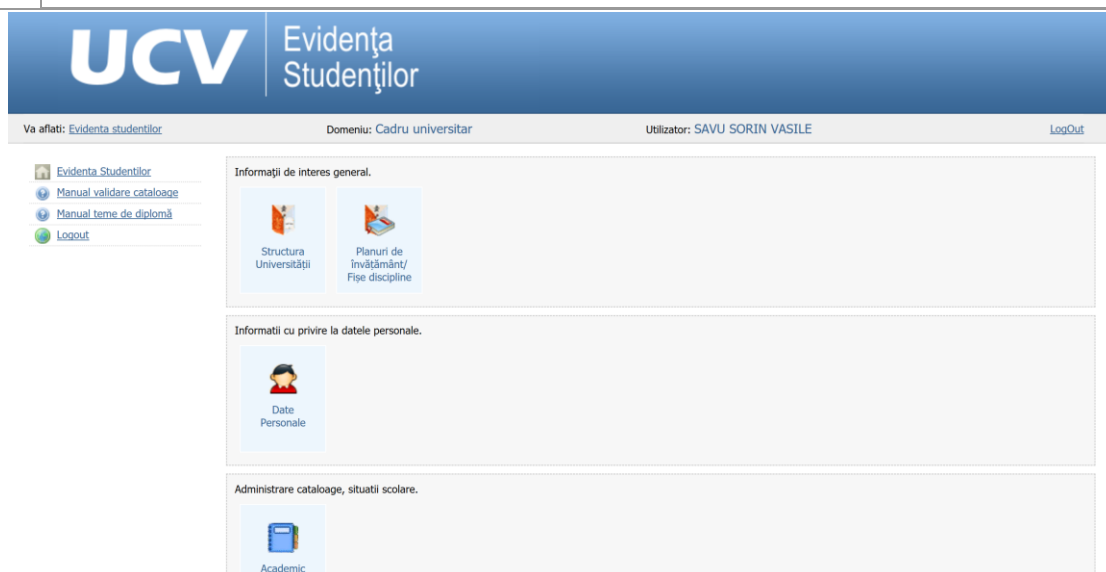 UCV
Evidenţa
Studenţilor
Va aflati: Evidenta studentilor Domeniu: Cadru universitar Utilizator: SAVU SORIN VASILE LogOut
Evidenta Studentilor
Manual validare cataloage
Manual teme de diplomă
Logout
Informaţii de interes general.
Structura
Universităţii
Planuri de
învăţământ/
Fişe discipline
Informatii cu privire la datele personale.
Date
Personale
Administrare cataloage, situatii scolare.
Academic